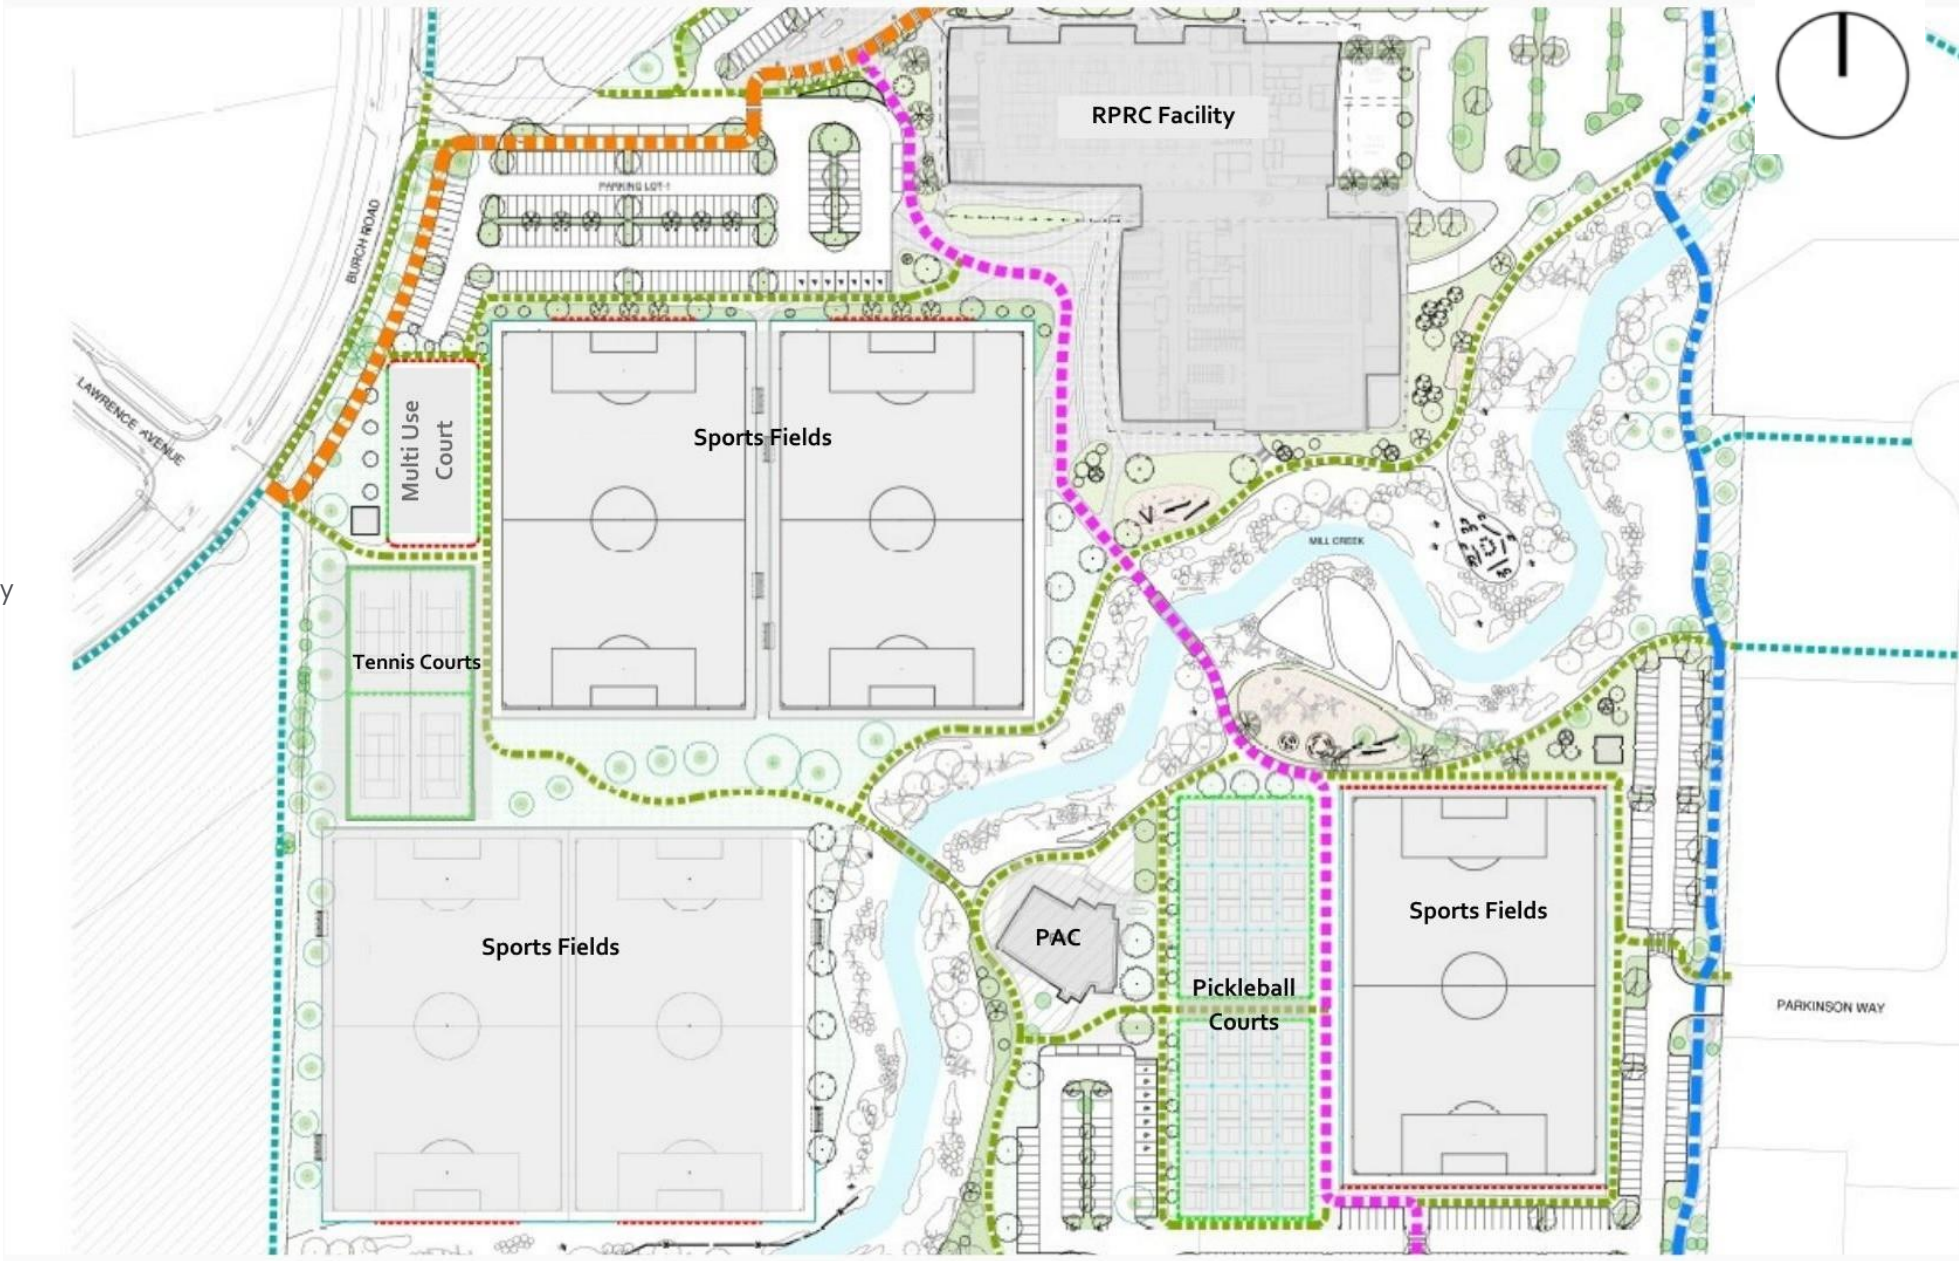 RPRC Facility
PARKING LOT 1
BURCH ROAD
LAWRENCE AVENUE
Multi Use
Court
Sports Fields
MILL CREEK
y
Tennis Courts
Sports Fields
Sports Fields
PAC
Pickleball
Courts
PARKINSON WAY